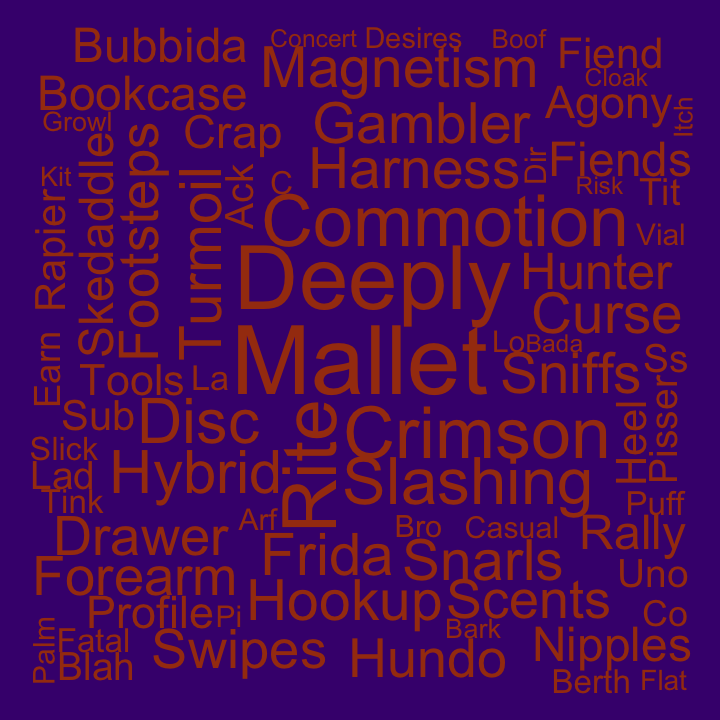 Bubbida
Concert
Desires
Boof
Fiend
Magnetism
Cloak
Bookcase
Agony
Itch
Growl
Crap
Gambler
Skedaddle
Footsteps
Turmoil
Ack
Harness
Dir
Fiends
Kit
C
Risk
Tit
Rapier
Commotion
Vial
Deeply
Hunter
Curse
Earn
Mallet
LoBada
Ss
Tools
La
Sniffs
Sub
Disc
Rite
Crimson
Heel
Pisser
Slick
Lad
Hybrid
Slashing
Tink
Puff
Arf
Bro
Casual
Drawer
Rally
Frida
Snarls
Forearm
Uno
Profile
Pi
Hookup
Scents
Co
Palm
Fatal
Bark
Blah
Swipes
Hundo
Nipples
Berth
Flat